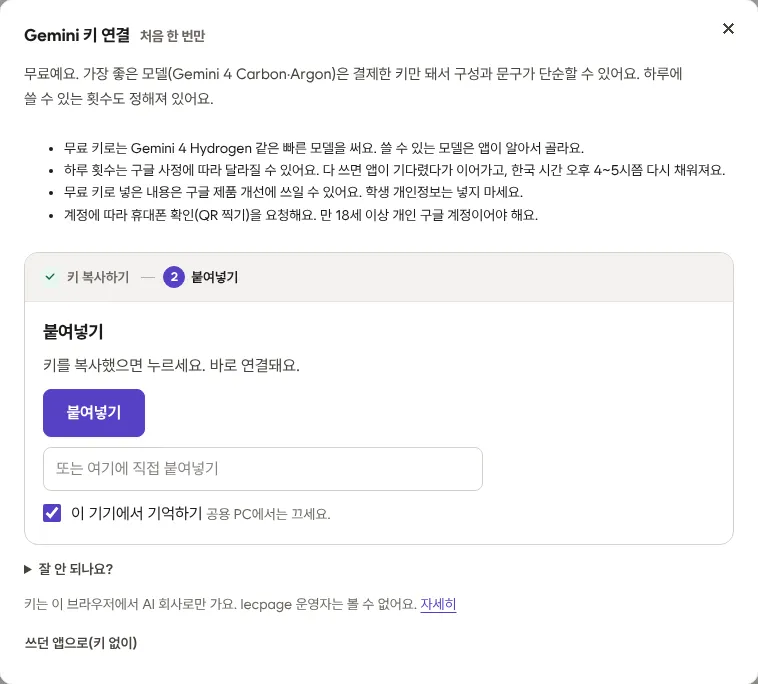 Gemini 키 연결 처음 한 번만
무료예요. 가장 좋은 모델(Gemini 4 Carbon·Argon)은 결제한 키만 돼서 구성과 문구가 단순할 수 있어요. 하루에
쓸 수 있는 횟수도 정해져 있어요.
• 무료 키로는 Gemini 4 Hydrogen 같은 빠른 모델을 써요. 쓸 수 있는 모델은 앱이 알아서 골라요.
• 하루 횟수는 구글 사정에 따라 달라질 수 있어요. 다 쓰면 앱이 기다렸다가 이어가고, 한국 시간 오후 4~5시쯤 다시 채워져요.
• 무료 키로 넣은 내용은 구글 제품 개선에 쓰일 수 있어요. 학생 개인정보는 넣지 마세요.
• 계정에 따라 휴대폰 확인(QR 찍기)을 요청해요. 만 18세 이상 개인 구글 계정이어야 해요.
키 복사하기 — 2 붙여넣기
붙여넣기
키를 복사했으면 누르세요. 바로 연결돼요.
붙여넣기
또는 여기에 직접 붙여넣기
이 기기에서 기억하기 공용 PC에서는 끄세요.
잘 안 되나요?
키는 이 브라우저에서 AI 회사로만 가요. lecpage 운영자는 볼 수 없어요. 자세히
쓰던 앱으로(키 없이)